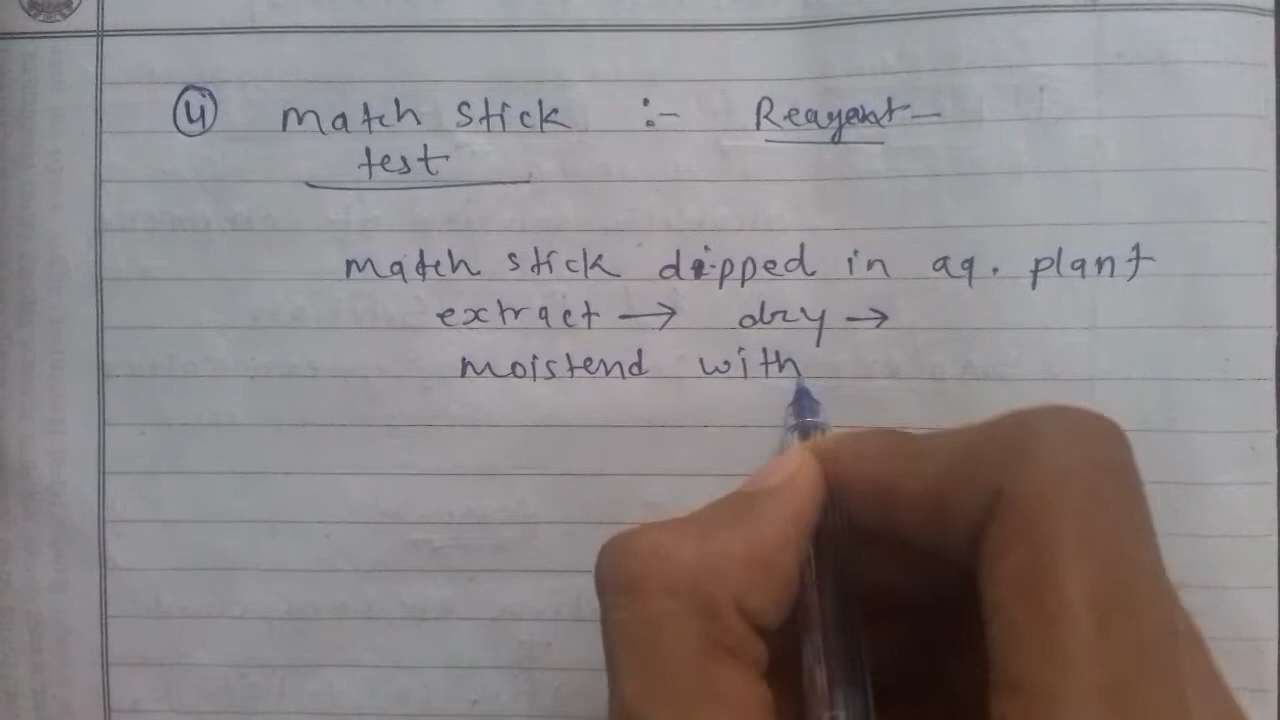 4 Match stick :- Reagent -
test
match stick dipped in aq. plant
extract → dry →
moistend with